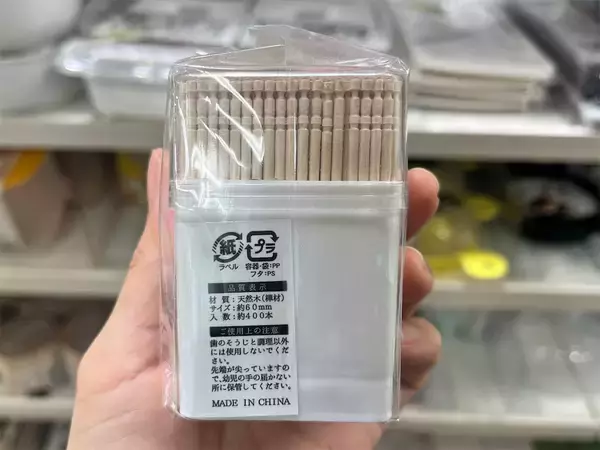 紙 プラ
ラベル 容器・袋:PP
フタ:PS
品質表示
材 質:天然木(樺材)
サイズ:約60mm
入 数:約400本
ご使用上の注意
歯のそうじと調理以外
には使用しないでくだ
さい。
先端が尖っていますの
で、幼児の手の届かない
所に保管してください。
MADE IN CHINA